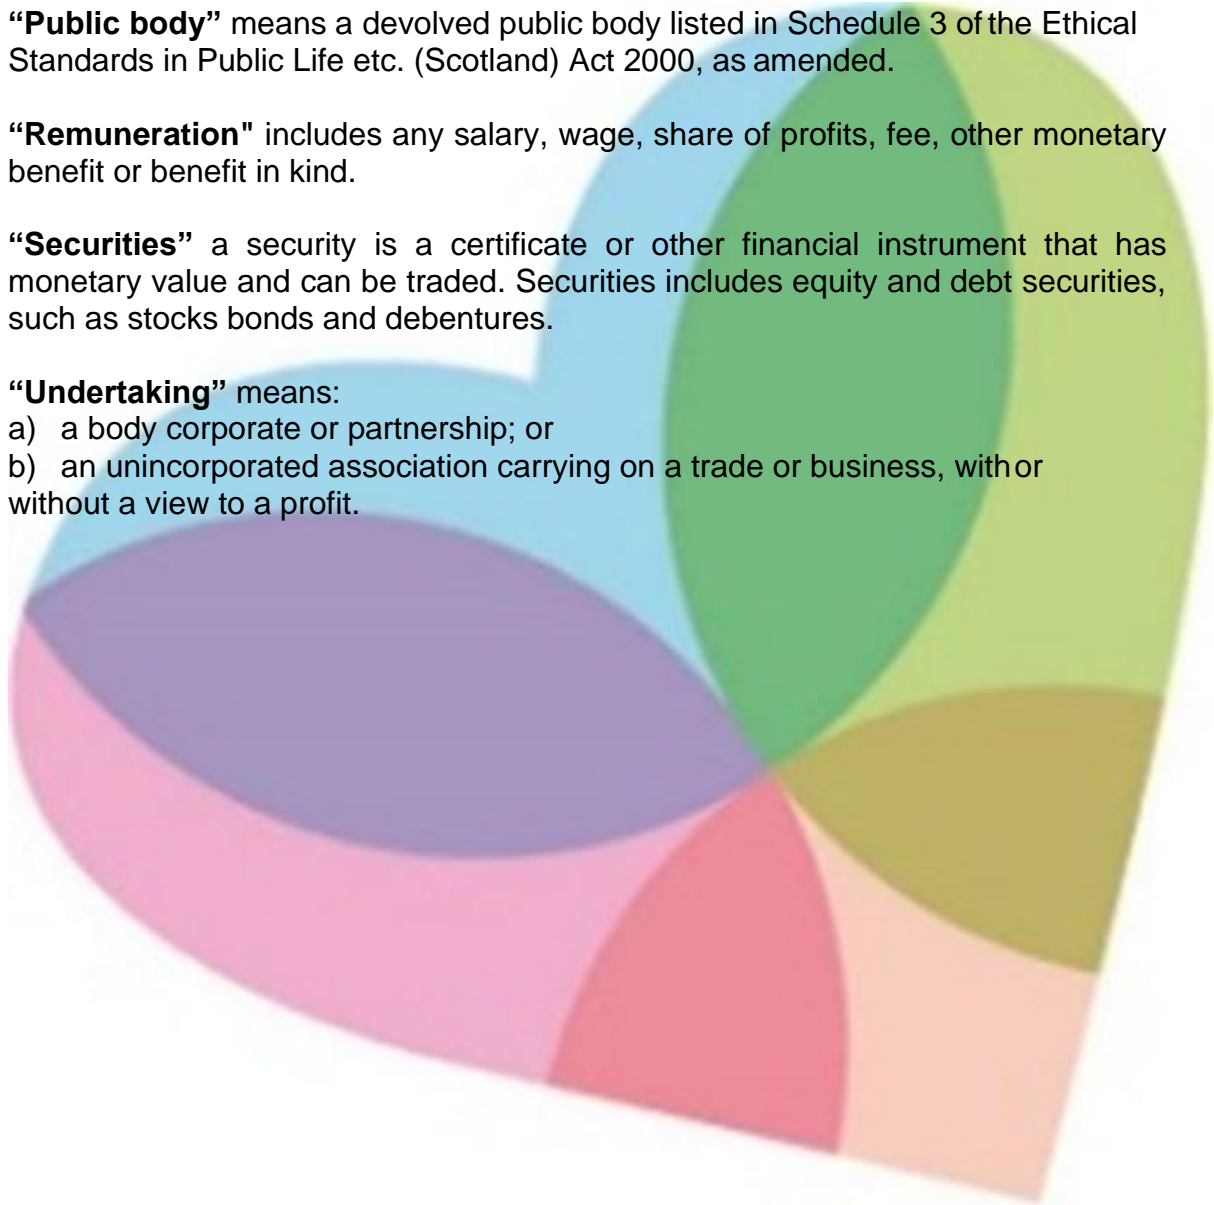 “Public body” means a devolved public body listed in Schedule 3 of the Ethical
Standards in Public Life etc. (Scotland) Act 2000, as amended.
“Remuneration" includes any salary, wage, share of profits, fee, other monetary
benefit or benefit in kind.
“Securities” a security is a certificate or other financial instrument that has
monetary value and can be traded. Securities includes equity and debt securities,
such as stocks bonds and debentures.
“Undertaking” means:
a) a body corporate or partnership; or
b) an unincorporated association carrying on a trade or business, with or
without a view to a profit.